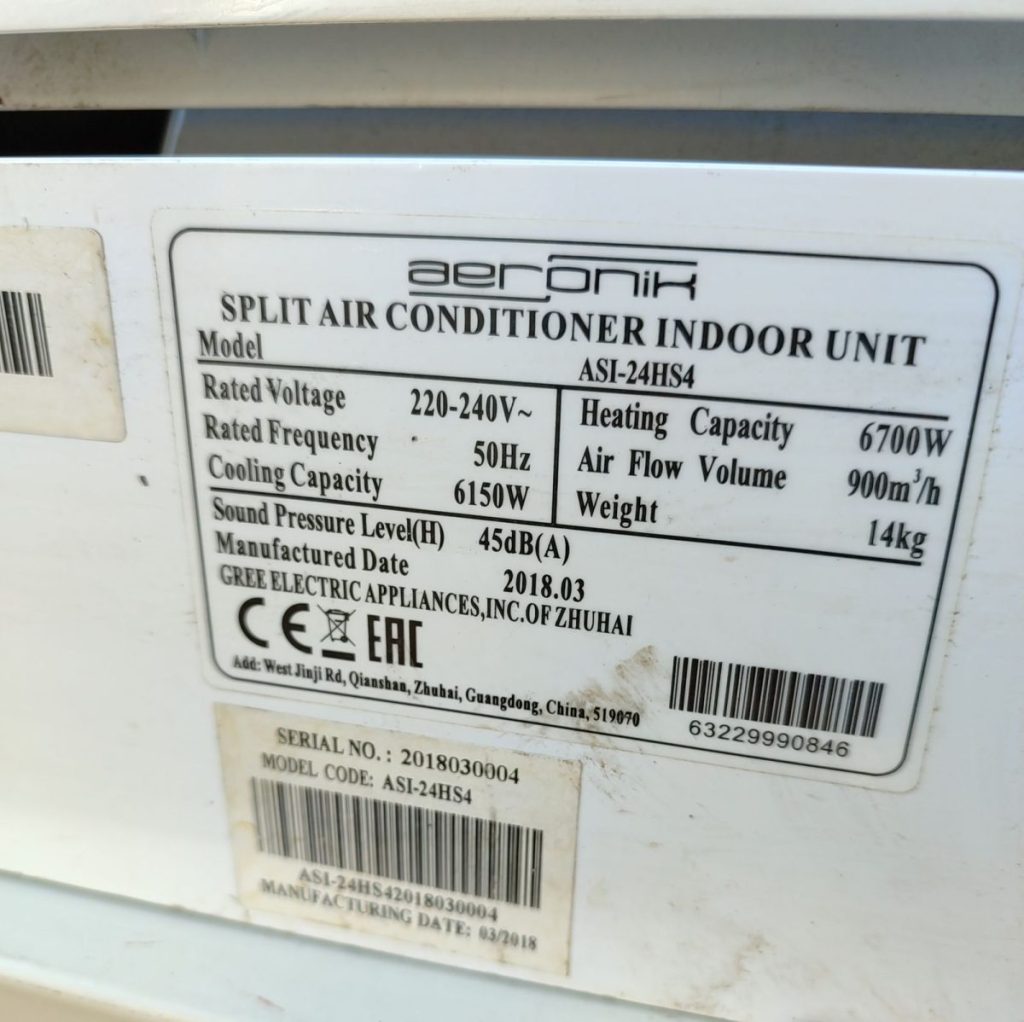 aeronik
SPLIT AIR CONDITIONER INDOOR UNIT
Model ASI-24HS4
Rated Voltage 220-240V~
Rated Frequency 50Hz
Cooling Capacity 6150W
Heating Capacity 6700W
Air Flow Volume 900m³/h
Weight 14kg
Sound Pressure Level(H) 45dB(A)
Manufactured Date 2018.03
GREE ELECTRIC APPLIANCES,INC.OF ZHUHAI
CE EAC
Add: West Jinji Rd, Qianshan, Zhuhai, Guangdong, China, 519070
63229990846
SERIAL NO. : 2018030004
MODEL CODE: ASI-24HS4
ASI-24HS42018030004
MANUFACTURING DATE: 03/2018